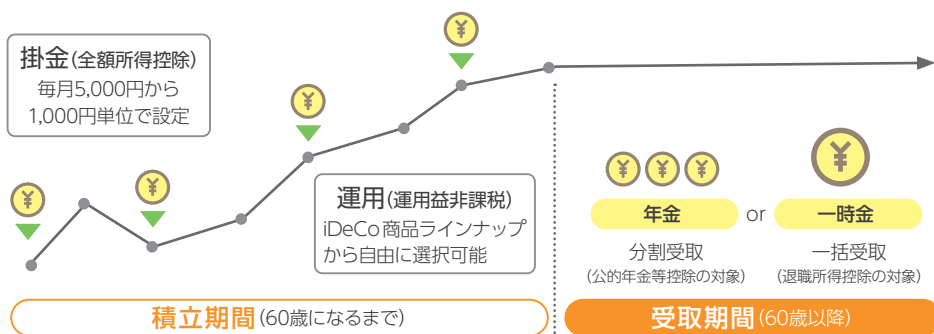 掛金(全額所得控除)
毎月5,000円から
1,000円単位で設定
¥
¥
¥
¥
運用(運用益非課税)
iDeCo商品ラインナップ
から自由に選択可能
¥ ¥ ¥
¥
年金 or 一時金
分割受取
(公的年金等控除の対象)
一括受取
(退職所得控除の対象)
積立期間(60歳になるまで)
受取期間(60歳以降)